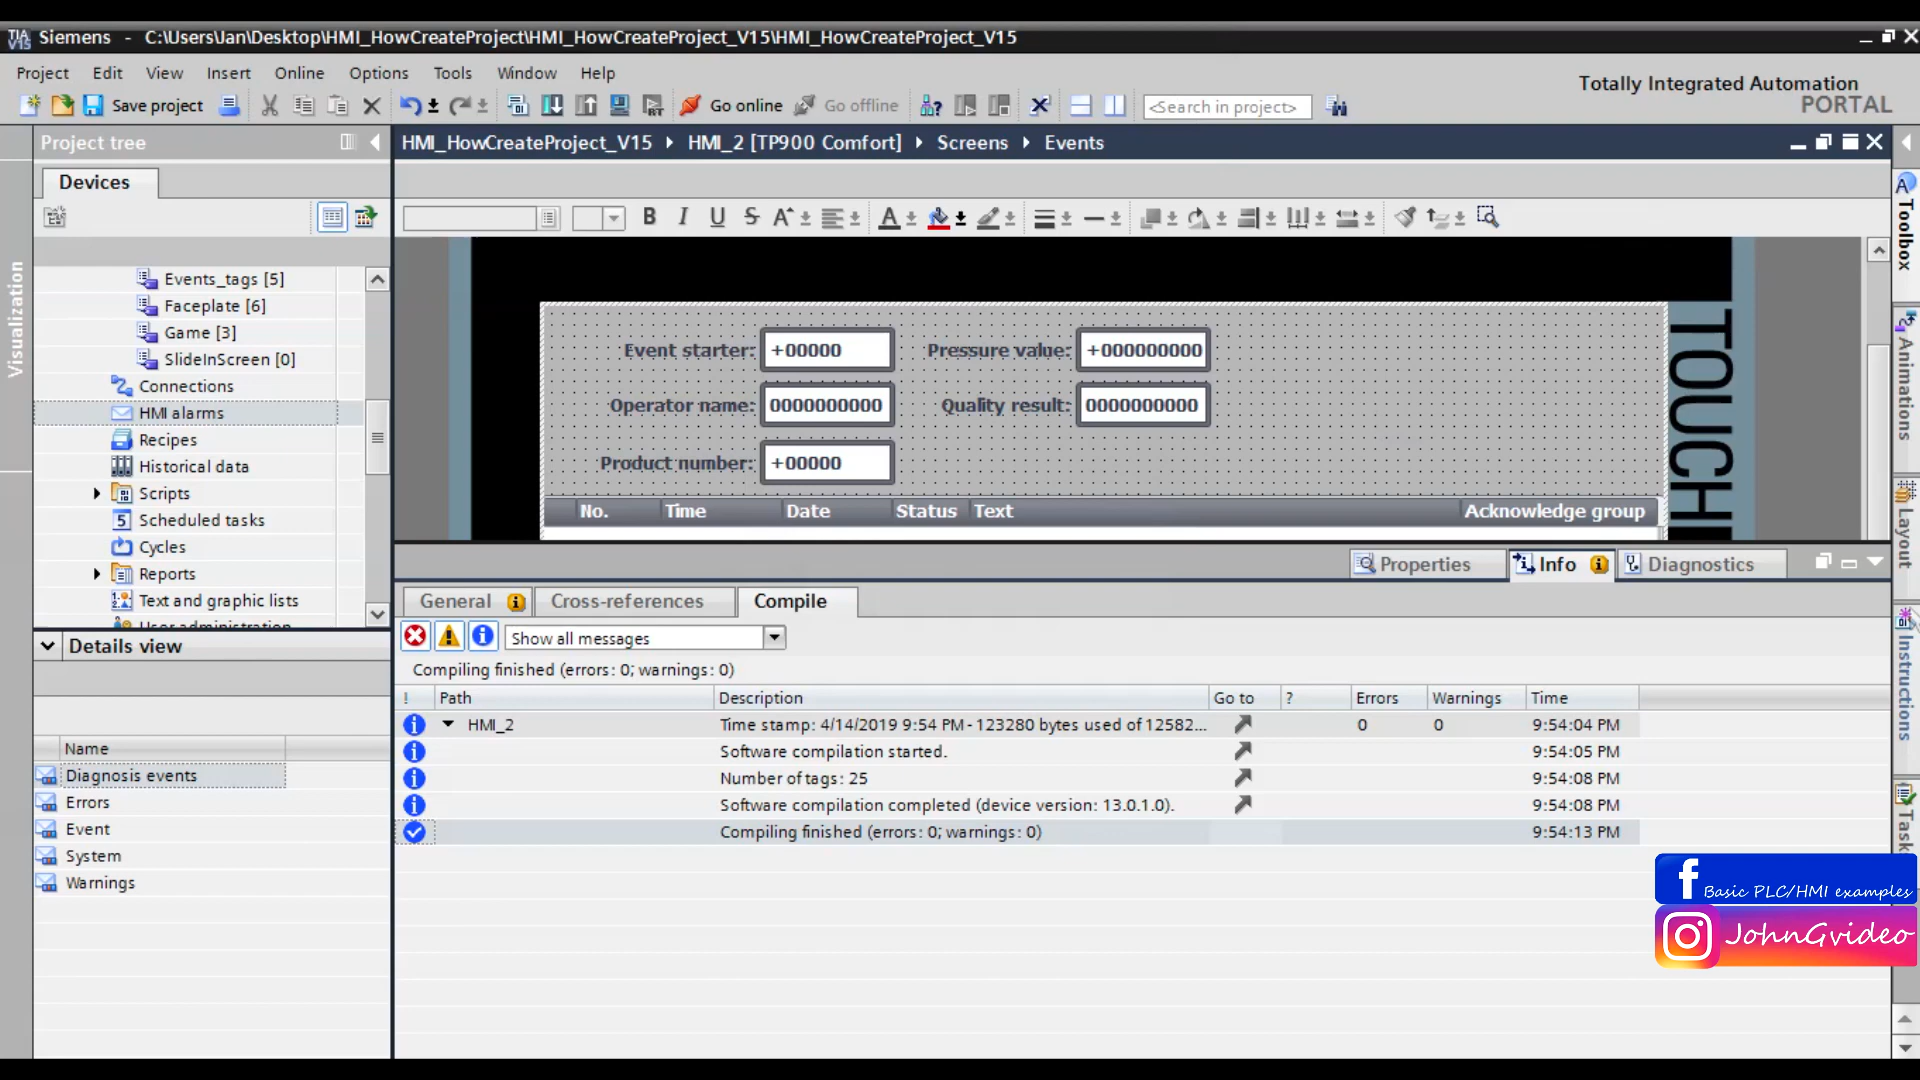 TIA V15 Siemens - C:\Users\Jan\Desktop\HMI_HowCreateProject\HMI_HowCreateProject_V15\HMI_HowCreateProject_V15
Project Edit View Insert Online Options Tools Window Help
Totally Integrated Automation
PORTAL
Save project Go online Go offline <Search in project>
Project tree
HMI_HowCreateProject_V15 HMI_2 [TP900 Comfort] Screens Events
Devices
Visualization
Events_tags [5]
Faceplate [6]
Game [3]
SlideInScreen [0]
Connections
HMI alarms
Recipes
Historical data
Scripts
Scheduled tasks
Cycles
Reports
Text and graphic lists
User administration
Details view
Name
Diagnosis events
Errors
Event
System
Warnings
B I U S A A
Event starter: +00000 Pressure value: +000000000
Operator name: 0000000000 Quality result: 0000000000
Product number: +00000
No. Time Date Status Text Acknowledge group
TOUCH
Properties Info Diagnostics
General Cross-references Compile
Show all messages
Compiling finished (errors: 0; warnings: 0)
! Path Description Go to ? Errors Warnings Time
HMI_2 Time stamp: 4/14/2019 9:54 PM - 123280 bytes used of 12582... 0 0 9:54:04 PM
Software compilation started. 9:54:05 PM
Number of tags: 25 9:54:08 PM
Software compilation completed (device version: 13.0.1.0). 9:54:08 PM
Compiling finished (errors: 0; warnings: 0) 9:54:13 PM
Toolbox
Animations
Layout
Instructions
Task
Basic PLC/HMI examples
JohnGvideo